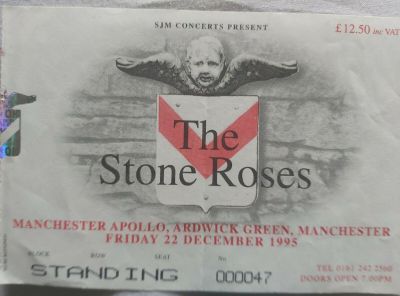 SJM CONCERTS PRESENT
£12.50 inc VAT
The
Stone Roses
MANCHESTER APOLLO, ARDWICK GREEN, MANCHESTER
FRIDAY 22 DECEMBER 1995
BLOCK ROW SEAT No
STANDING 000047
TEL 0161 242 2560
DOORS OPEN 7.00PM